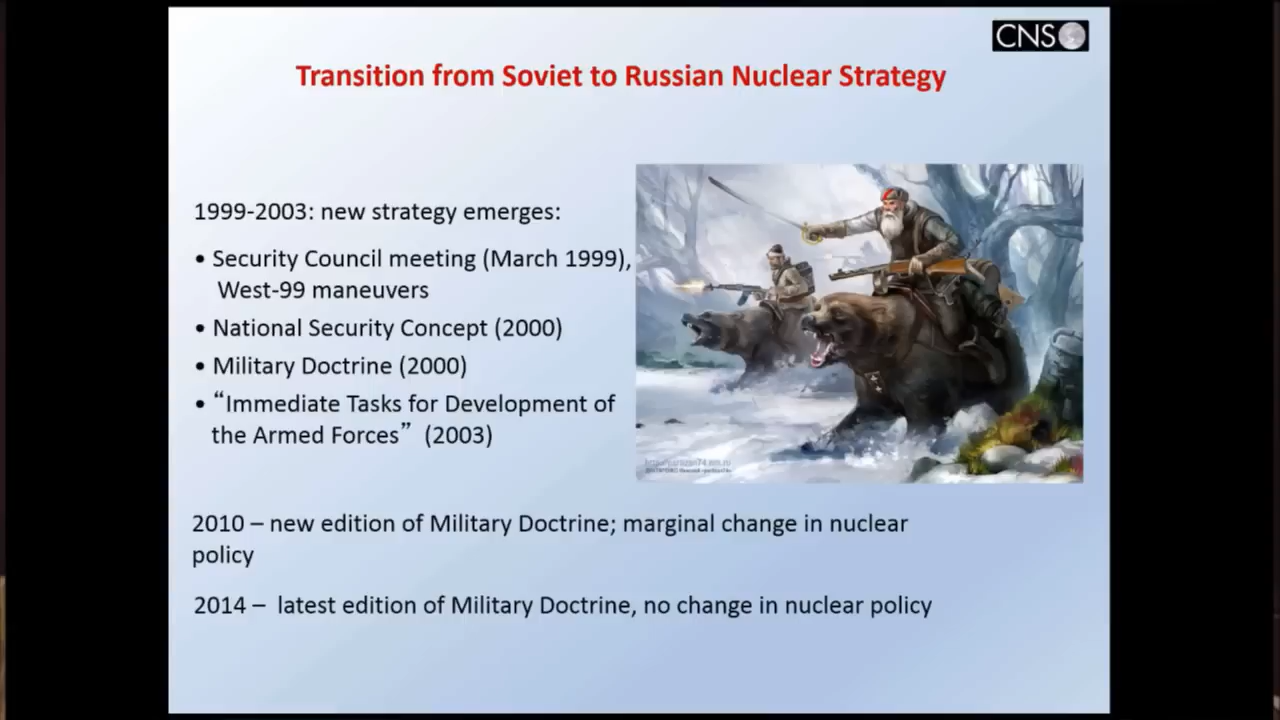 CNS
Transition from Soviet to Russian Nuclear Strategy
1999-2003: new strategy emerges:
• Security Council meeting (March 1999),
West-99 maneuvers
• National Security Concept (2000)
• Military Doctrine (2000)
• “Immediate Tasks for Development of
the Armed Forces” (2003)
2010 – new edition of Military Doctrine; marginal change in nuclear
policy
2014 – latest edition of Military Doctrine, no change in nuclear policy